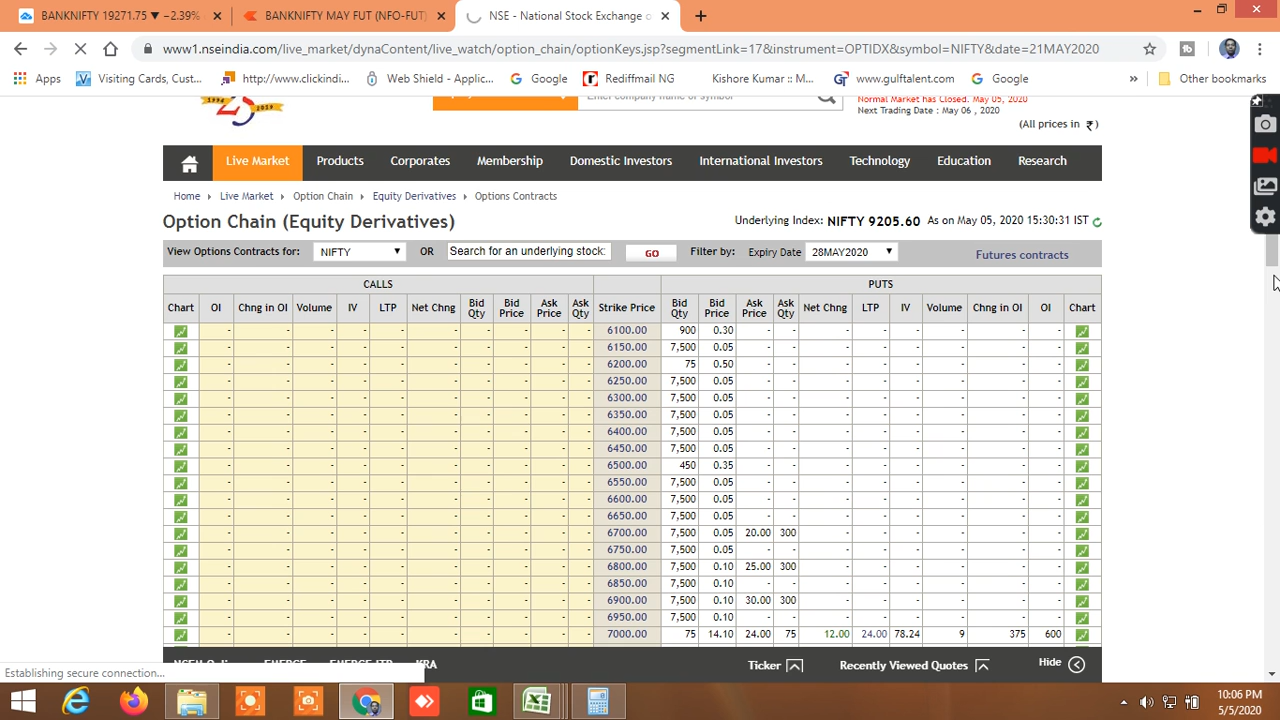 BANKNIFTY 19271.75 ▼ −2.39%
BANKNIFTY MAY FUT (NFO-FUT)
NSE - National Stock Exchange o
www1.nseindia.com/live_market/dynaContent/live_watch/option_chain/optionKeys.jsp?segmentLink=17&instrument=OPTIDX&symbol=NIFTY&date=21MAY2020
Apps Visiting Cards, Cust... http://www.clickindi... Web Shield - Applic... Google Rediffmail NG Kishore Kumar :: M... www.gulftalent.com Google » Other bookmarks
Enter company name or symbol
Normal Market has Closed. May 05, 2020
Next Trading Date : May 06 , 2020
(All prices in ₹)
Live Market Products Corporates Membership Domestic Investors International Investors Technology Education Research
Home Live Market Option Chain Equity Derivatives Options Contracts
Option Chain (Equity Derivatives) Underlying Index: NIFTY 9205.60 As on May 05, 2020 15:30:31 IST
View Options Contracts for: NIFTY OR Search for an underlying stock: GO Filter by: Expiry Date 28MAY2020 Futures contracts
CALLS PUTS
Chart OI Chng in OI Volume IV LTP Net Chng Bid Qty Bid Price Ask Price Ask Qty Strike Price Bid Qty Bid Price Ask Price Ask Qty Net Chng LTP IV Volume Chng in OI OI Chart
- - - - - - - - - - 6100.00 900 0.30 - - - - - - - -
- - - - - - - - - - 6150.00 7,500 0.05 - - - - - - - -
- - - - - - - - - - 6200.00 75 0.50 - - - - - - - -
- - - - - - - - - - 6250.00 7,500 0.05 - - - - - - - -
- - - - - - - - - - 6300.00 7,500 0.05 - - - - - - - -
- - - - - - - - - - 6350.00 7,500 0.05 - - - - - - - -
- - - - - - - - - - 6400.00 7,500 0.05 - - - - - - - -
- - - - - - - - - - 6450.00 7,500 0.05 - - - - - - - -
- - - - - - - - - - 6500.00 450 0.35 - - - - - - - -
- - - - - - - - - - 6550.00 7,500 0.05 - - - - - - - -
- - - - - - - - - - 6600.00 7,500 0.05 - - - - - - - -
- - - - - - - - - - 6650.00 7,500 0.05 - - - - - - - -
- - - - - - - - - - 6700.00 7,500 0.05 20.00 300 - - - - - -
- - - - - - - - - - 6750.00 7,500 0.05 - - - - - - - -
- - - - - - - - - - 6800.00 7,500 0.10 25.00 300 - - - - - -
- - - - - - - - - - 6850.00 7,500 0.10 - - - - - - - -
- - - - - - - - - - 6900.00 7,500 0.10 30.00 300 - - - - - -
- - - - - - - - - - 6950.00 7,500 0.10 - - - - - - - -
- - - - - - - - - - 7000.00 75 14.10 24.00 75 12.00 24.00 78.24 9 375 600
KRA Ticker Recently Viewed Quotes Hide
Establishing secure connection...
10:06 PM
5/5/2020